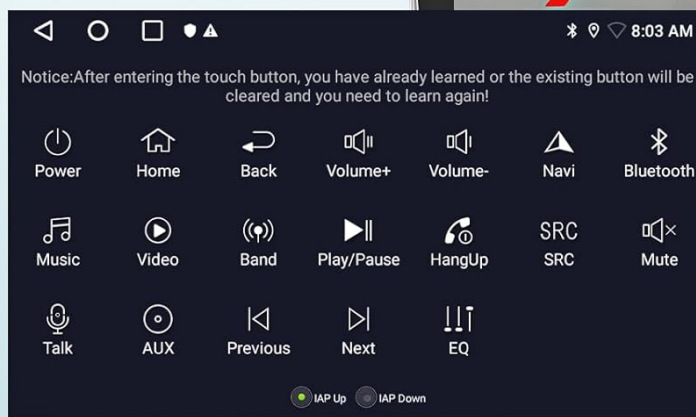 8:03 AM
Notice:After entering the touch button, you have already learned or the existing button will be
cleared and you need to learn again!
Power Home Back Volume+ Volume- Navi Bluetooth
SRC
Music Video Band Play/Pause HangUp SRC Mute
Talk AUX Previous Next EQ
IAP Up IAP Down